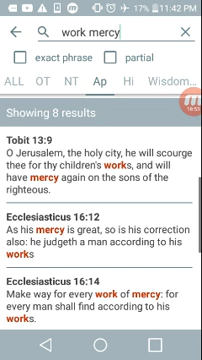 17% 11:42 PM
work mercy
exact phrase partial
ALL OT NT Ap Hi Wisdom...
Showing 8 results
Tobit 13:9
O Jerusalem, the holy city, he will scourge
thee for thy children's works, and will
have mercy again on the sons of the
righteous.
Ecclesiasticus 16:12
As his mercy is great, so is his correction
also: he judgeth a man according to his
works
Ecclesiasticus 16:14
Make way for every work of mercy: for
every man shall find according to his
works.